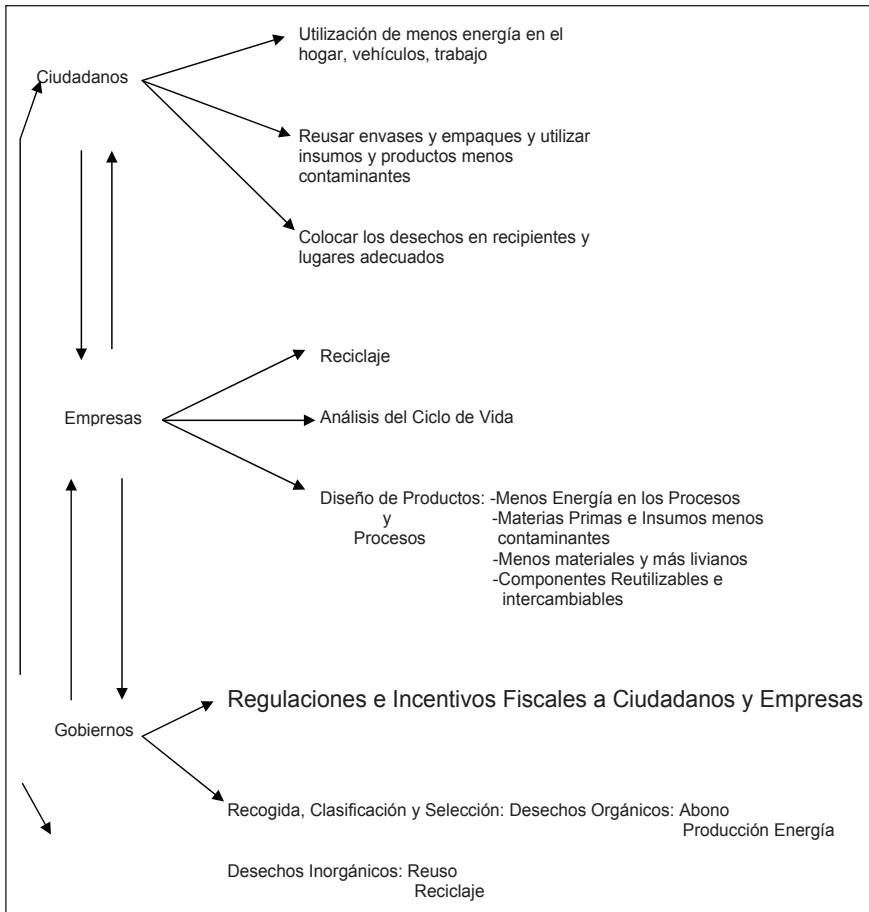 Utilización de menos energía en el
hogar, vehículos, trabajo
Ciudadanos
Reusar envases y empaques y utilizar
insumos y productos menos
contaminantes
Colocar los desechos en recipientes y
lugares adecuados
Reciclaje
Empresas
Análisis del Ciclo de Vida
Diseño de Productos: -Menos Energía en los Procesos
y -Materias Primas e Insumos menos
Procesos contaminantes
-Menos materiales y más livianos
-Componentes Reutilizables e
intercambiables
Regulaciones e Incentivos Fiscales a Ciudadanos y Empresas
Gobiernos
Recogida, Clasificación y Selección: Desechos Orgánicos: Abono
Producción Energía
Desechos Inorgánicos: Reuso
Reciclaje